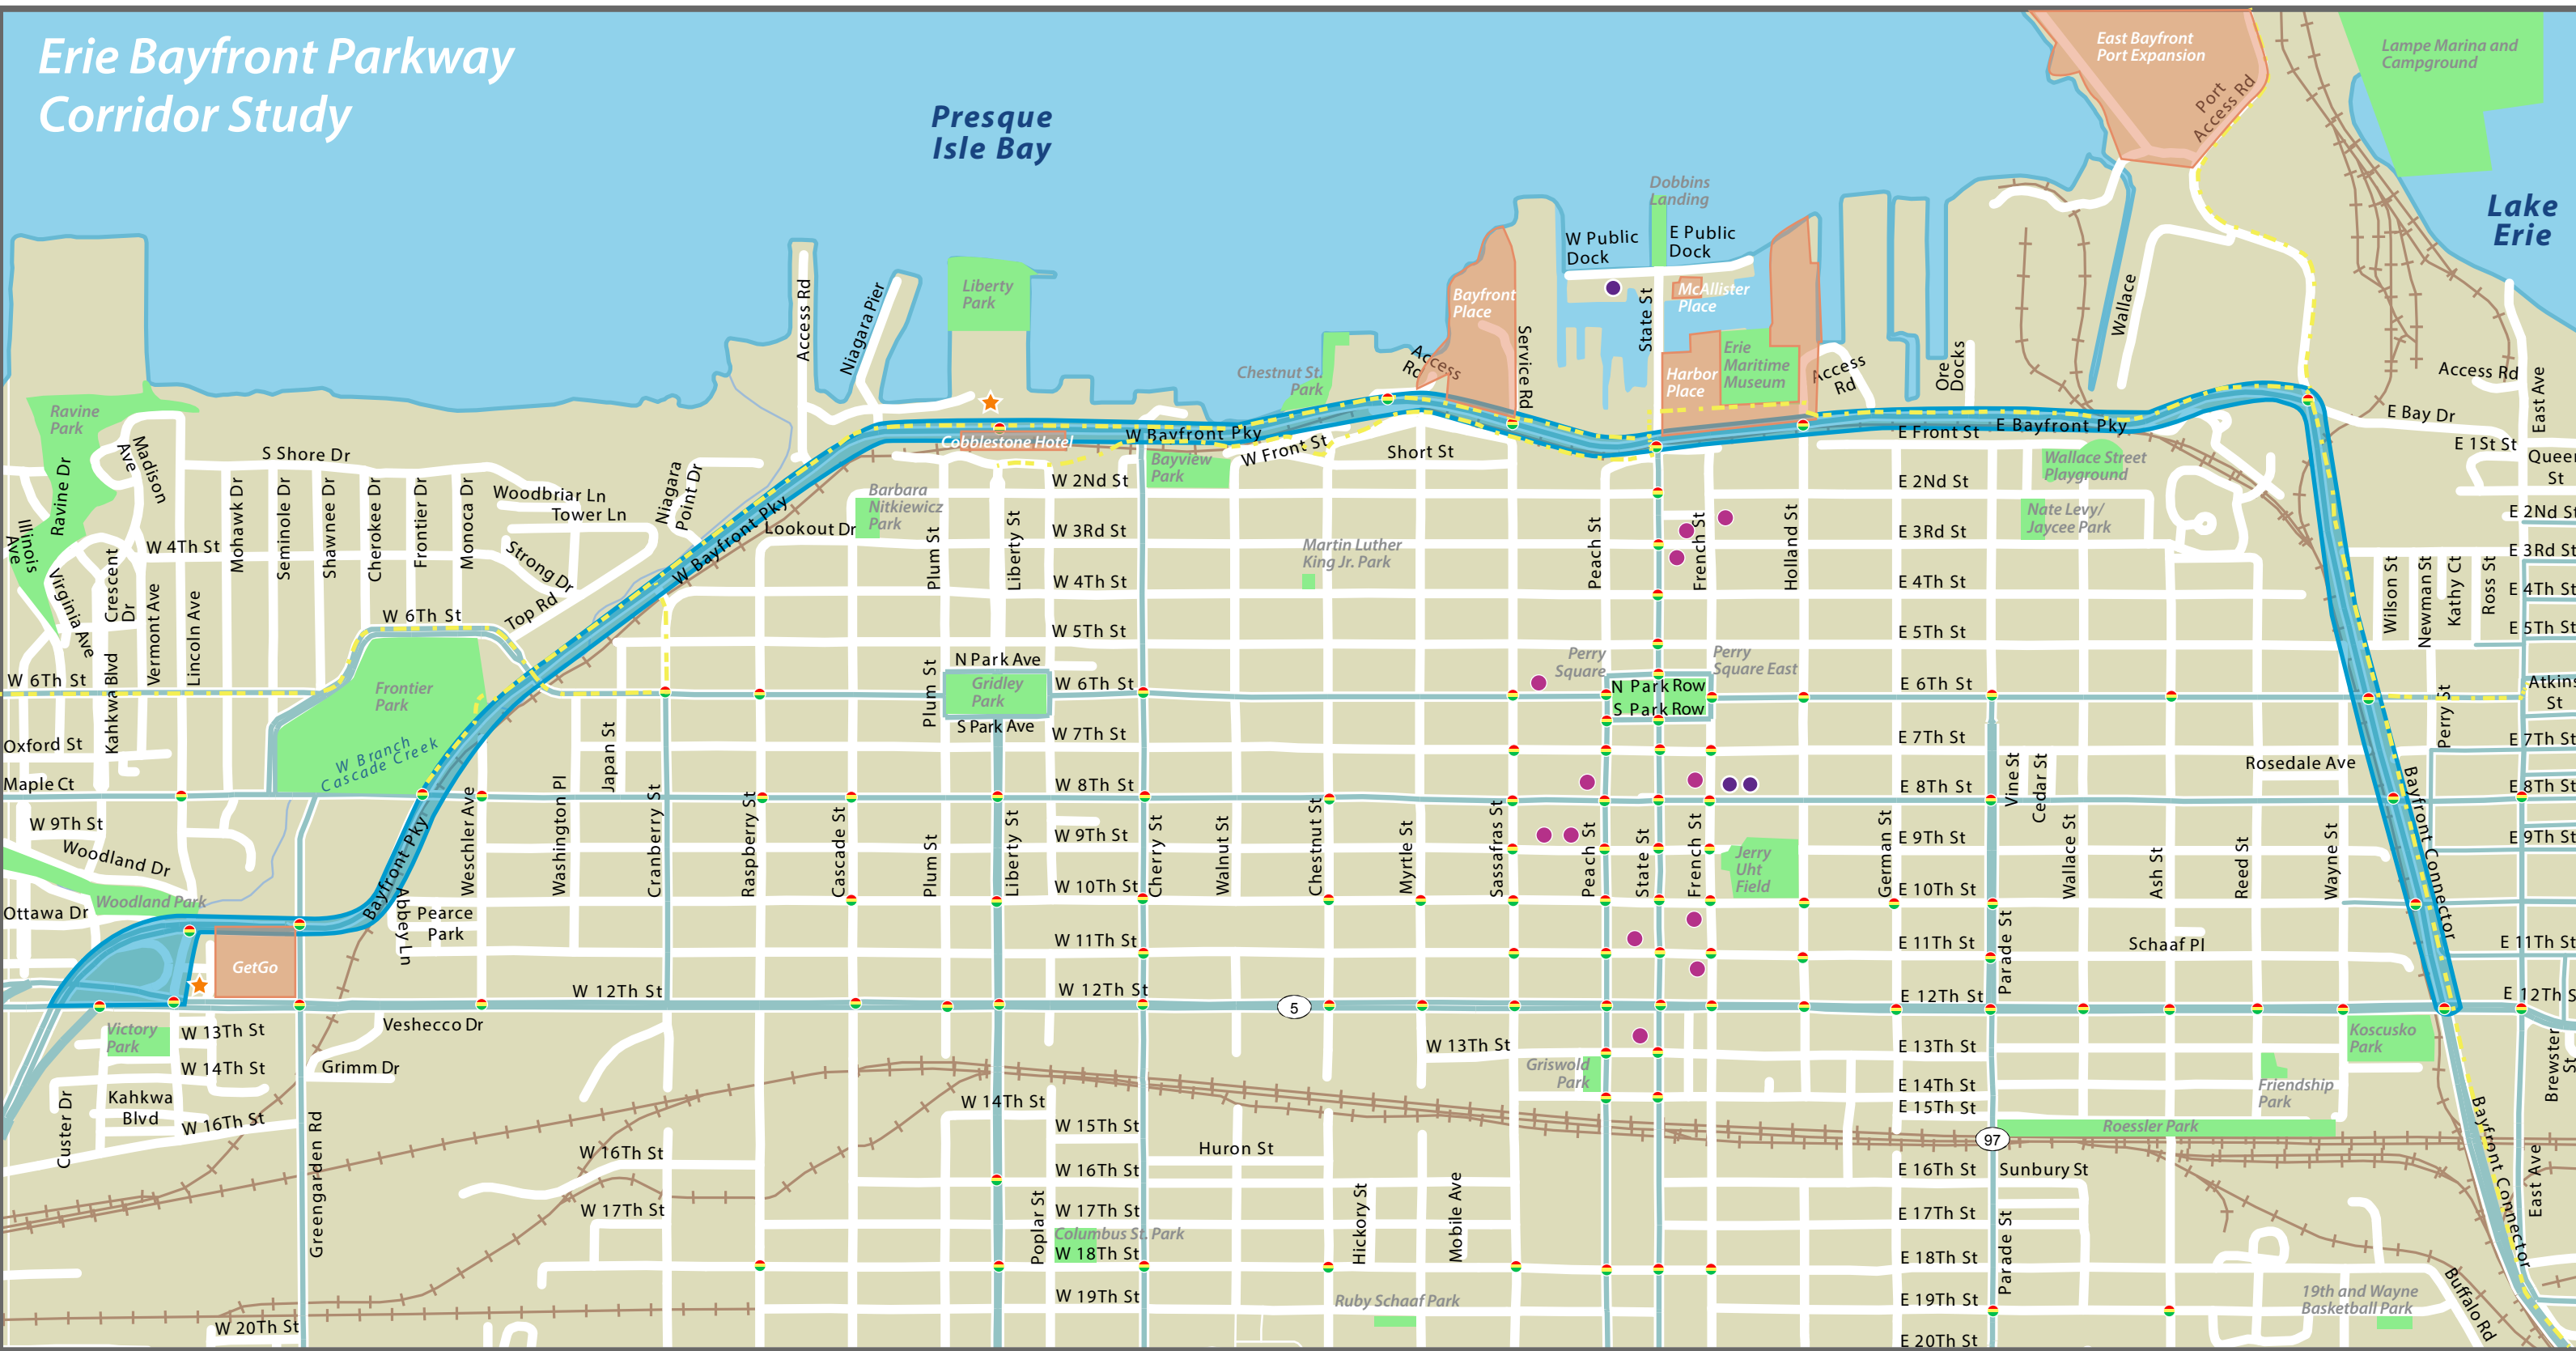 Erie Bayfront Parkway
Corridor Study
Presque
Isle Bay
Lake
Erie
East Bayfront
Port Expansion
Port
Access Rd
Lampe Marina and
Campground
Dobbins
Landing
W Public
Dock
E Public
Dock
McAllister
Place
State St
Bayfront
Place
Service Rd
Access
Harbor
Place
Erie
Maritime
Museum
Access
Rd
Ore
Docks
Wallace
Access Rd
East Ave
E Bay Dr
E 1St St
Queen
St
E 2Nd St
E 3Rd St
E 4Th St
E 5Th St
Atkins
St
E 7Th St
E 8Th St
E 9Th St
E 11Th St
E 12Th St
Liberty
Park
Access Rd
Niagara Pier
Chestnut St.
Park
Cobblestone Hotel
W Bayfront Pky
W Front St
Short St
E Front St
E Bayfront Pky
Bayview
Park
Wallace Street
Playground
Nate Levy/
Jaycee Park
Ravine
Park
Ravine Dr
Madison
Ave
Illinois
Ave
Virginia Ave
S Shore Dr
Mohawk Dr
Seminole Dr
Shawnee Dr
Cherokee Dr
Frontier Dr
Monoca Dr
Woodbriar Ln
Tower Ln
Niagara
Point Dr
W 4Th St
Strong Dr
Top Rd
Crescent
Dr
Vermont Ave
Lincoln Ave
Kahkwa Blvd
W 6Th St
W 6Th St
Oxford St
Maple Ct
W 9Th St
Woodland Dr
Woodland Park
Ottawa Dr
Frontier
Park
W Branch
Cascade Creek
W Bayfront Pky
Lookout Dr
Barbara
Nitkiewicz
Park
Plum St
Liberty St
W 2Nd St
W 3Rd St
W 4Th St
W 5Th St
N Park Ave
Gridley
Park
S Park Ave
Plum St
W 6Th St
W 7Th St
W 8Th St
W 9Th St
W 10Th St
W 11Th St
W 12Th St
Martin Luther
King Jr. Park
Peach St
French St
Holland St
Perry
Square
Perry
Square East
N Park Row
S Park Row
E 2Nd St
E 3Rd St
E 4Th St
E 5Th St
E 6Th St
E 7Th St
E 8Th St
E 9Th St
E 10Th St
E 11Th St
E 12Th St
Wilson St
Newman St
Kathy Ct
Ross St
Perry St
Rosedale Ave
Vine St
Cedar St
Bayfront Connector
Bayfront Pky
Abbey Ln
Pearce
Park
Weschler Ave
Washington Pl
Japan St
Cranberry St
Raspberry St
Cascade St
Plum St
Liberty St
Cherry St
Walnut St
Chestnut St
Myrtle St
Sassafras St
Peach St
State St
French St
Jerry
Uht
Field
German St
Parade St
Wallace St
Ash St
Reed St
Wayne St
Schaaf Pl
GetGo
W 12Th St
5
Victory
Park
W 13Th St
W 14Th St
Kahkwa
Blvd
W 16Th St
Custer Dr
Veshecco Dr
Grimm Dr
Greengarden Rd
W 13Th St
Griswold
Park
E 13Th St
E 14Th St
E 15Th St
Koscusko
Park
Friendship
Park
Roessler Park
97
Brewster
St
W 14Th St
W 15Th St
W 16Th St
W 16Th St
W 17Th St
W 17Th St
Columbus St. Park
W 18Th St
W 19Th St
W 20Th St
Poplar St
Huron St
Hickory St
Mobile Ave
Ruby Schaaf Park
E 16Th St
Sunbury St
E 17Th St
E 18Th St
E 19Th St
E 20Th St
Parade St
19th and Wayne
Basketball Park
Buffalo Rd
Bayfront Connector
East Ave